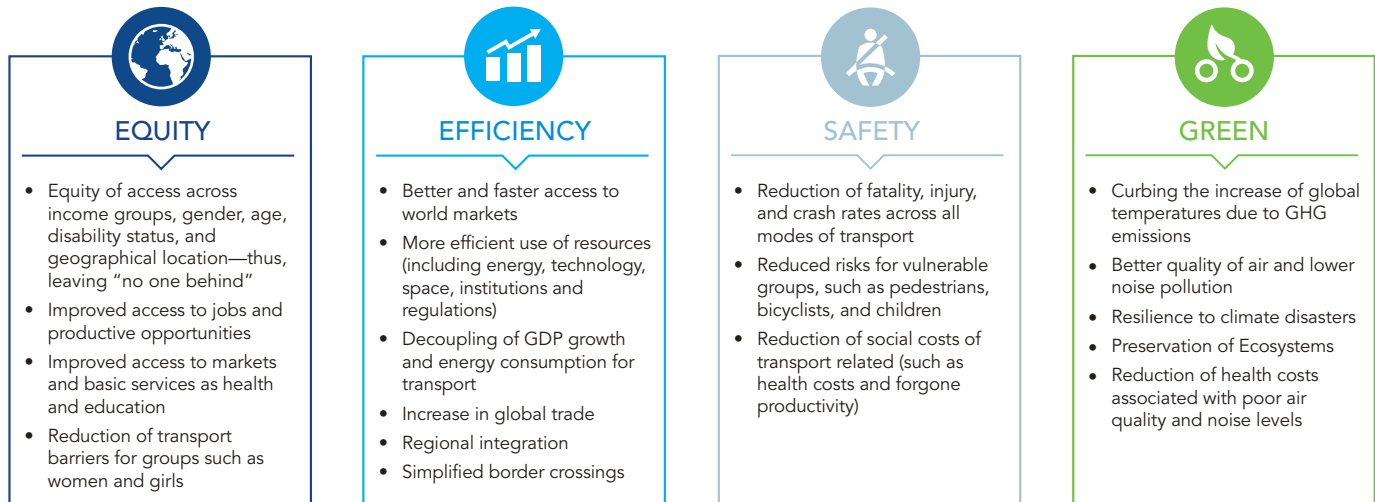 EQUITY
• Equity of access across
income groups, gender, age,
disability status, and
geographical location—thus,
leaving “no one behind”
• Improved access to jobs and
productive opportunities
• Improved access to markets
and basic services as health
and education
• Reduction of transport
barriers for groups such as
women and girls
EFFICIENCY
• Better and faster access to
world markets
• More efficient use of resources
(including energy, technology,
space, institutions and
regulations)
• Decoupling of GDP growth
and energy consumption for
transport
• Increase in global trade
• Regional integration
• Simplified border crossings
SAFETY
• Reduction of fatality, injury,
and crash rates across all
modes of transport
• Reduced risks for vulnerable
groups, such as pedestrians,
bicyclists, and children
• Reduction of social costs of
transport related (such as
health costs and forgone
productivity)
GREEN
• Curbing the increase of global
temperatures due to GHG
emissions
• Better quality of air and lower
noise pollution
• Resilience to climate disasters
• Preservation of Ecosystems
• Reduction of health costs
associated with poor air
quality and noise levels